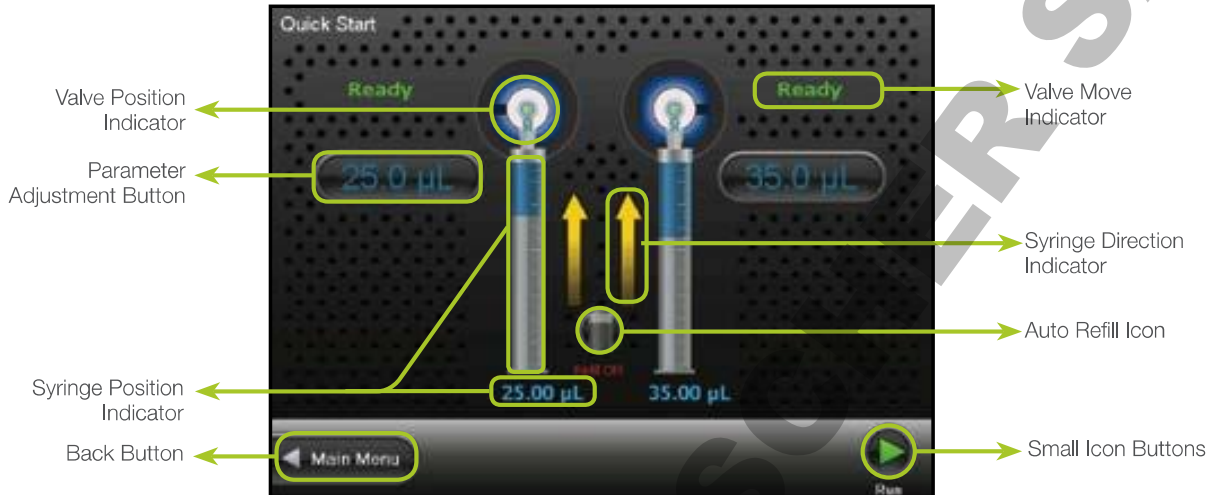 Quick Start
Valve Position
Indicator
Ready
Ready
Valve Move
Indicator
Parameter
Adjustment Button
25.0 µL
35.0 µL
Syringe Direction
Indicator
Auto Refill Icon
Syringe Position
Indicator
25.00 µL
35.00 µL
Back Button
Main Menu
Small Icon Buttons
Run